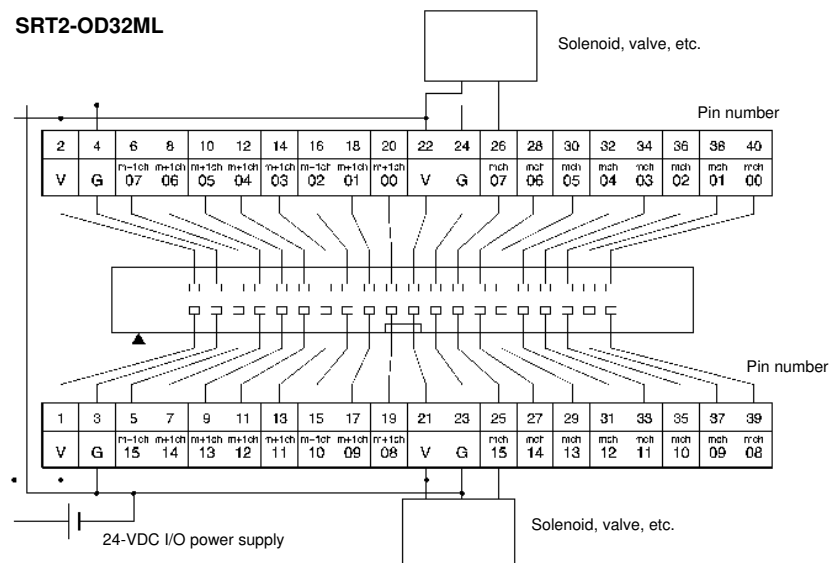 SRT2-OD32ML
Solenoid, valve, etc.
Pin number
2 4 6 8 10 12 14 16 18 20 22 24 26 28 30 32 34 36 38 40
m+1ch m+1ch m+1ch m+1ch m+1ch m+1ch m+1ch m+1ch mch mch mch mch mch mch mch mch
V G 07 06 05 04 03 02 01 00 V G 07 06 05 04 03 02 01 00
Pin number
1 3 5 7 9 11 13 15 17 19 21 23 25 27 29 31 33 35 37 39
m+1ch m+1ch m+1ch m+1ch m+1ch m+1ch m+1ch m+1ch mch mch mch mch mch mch mch mch
V G 15 14 13 12 11 10 09 08 V G 15 14 13 12 11 10 09 08
Solenoid, valve, etc.
24-VDC I/O power supply